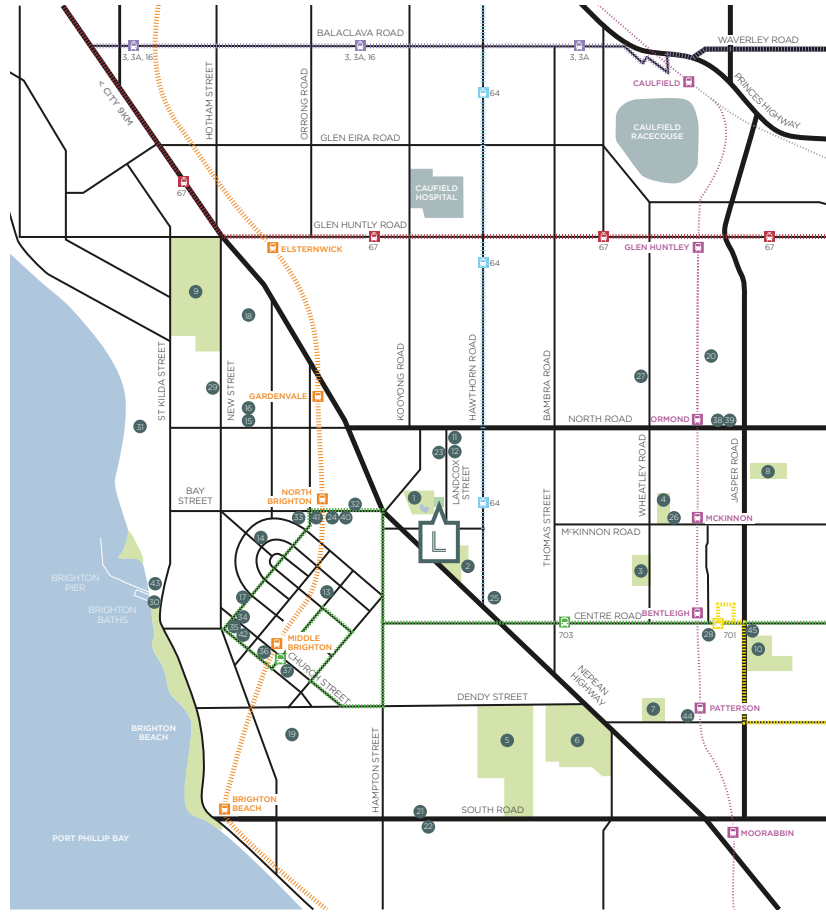 BALACLAVA ROAD
WAVERLEY ROAD
3, 3A, 16
3, 3A, 16
3, 3A
CAULFIELD
PRINCES HIGHWAY
64
< CITY 9KM
HOTHAM STREET
ORRONG ROAD
GLEN EIRA ROAD
CAULFIELD
RACECOUSE
67
CAUFIELD
HOSPITAL
GLEN HUNTLY ROAD
ELSTERNWICK
67
67
GLEN HUNTLEY
67
64
9
18
ST KILDA STREET
NEW STREET
KOOYONG ROAD
HAWTHORN ROAD
BAMBRA ROAD
20
27
29
GARDENVALE
16
15
31
NORTH ROAD
ORMOND
38
39
11
12
23
LANDCOX
STREET
WHEATLEY ROAD
JASPER ROAD
8
BAY
STREET
NORTH
BRIGHTON
32
33
41
24
40
1
64
THOMAS STREET
4
26
MCKINNON
McKINNON ROAD
14
L
2
3
BRIGHTON
PIER
43
30
BRIGHTON
BATHS
17
13
25
34
35
42
CENTRE ROAD
703
BENTLEIGH
28
701
45
10
MIDDLE
BRIGHTON
36
37
CHURCH STREET
NEPEAN
HIGHWAY
DENDY STREET
7
44
PATTERSON
BRIGHTON
BEACH
19
HAMPTON STREET
5
6
BRIGHTON
BEACH
21
22
SOUTH ROAD
PORT PHILLIP BAY
MOORABBIN